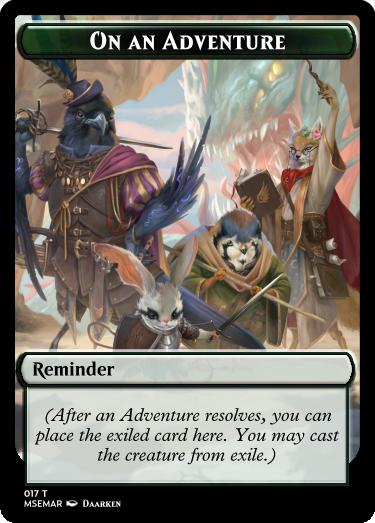 On an Adventure
Reminder
(After an Adventure resolves, you can
place the exiled card here. You may cast
the creature from exile.)
017 T
MSEMAR Daarken